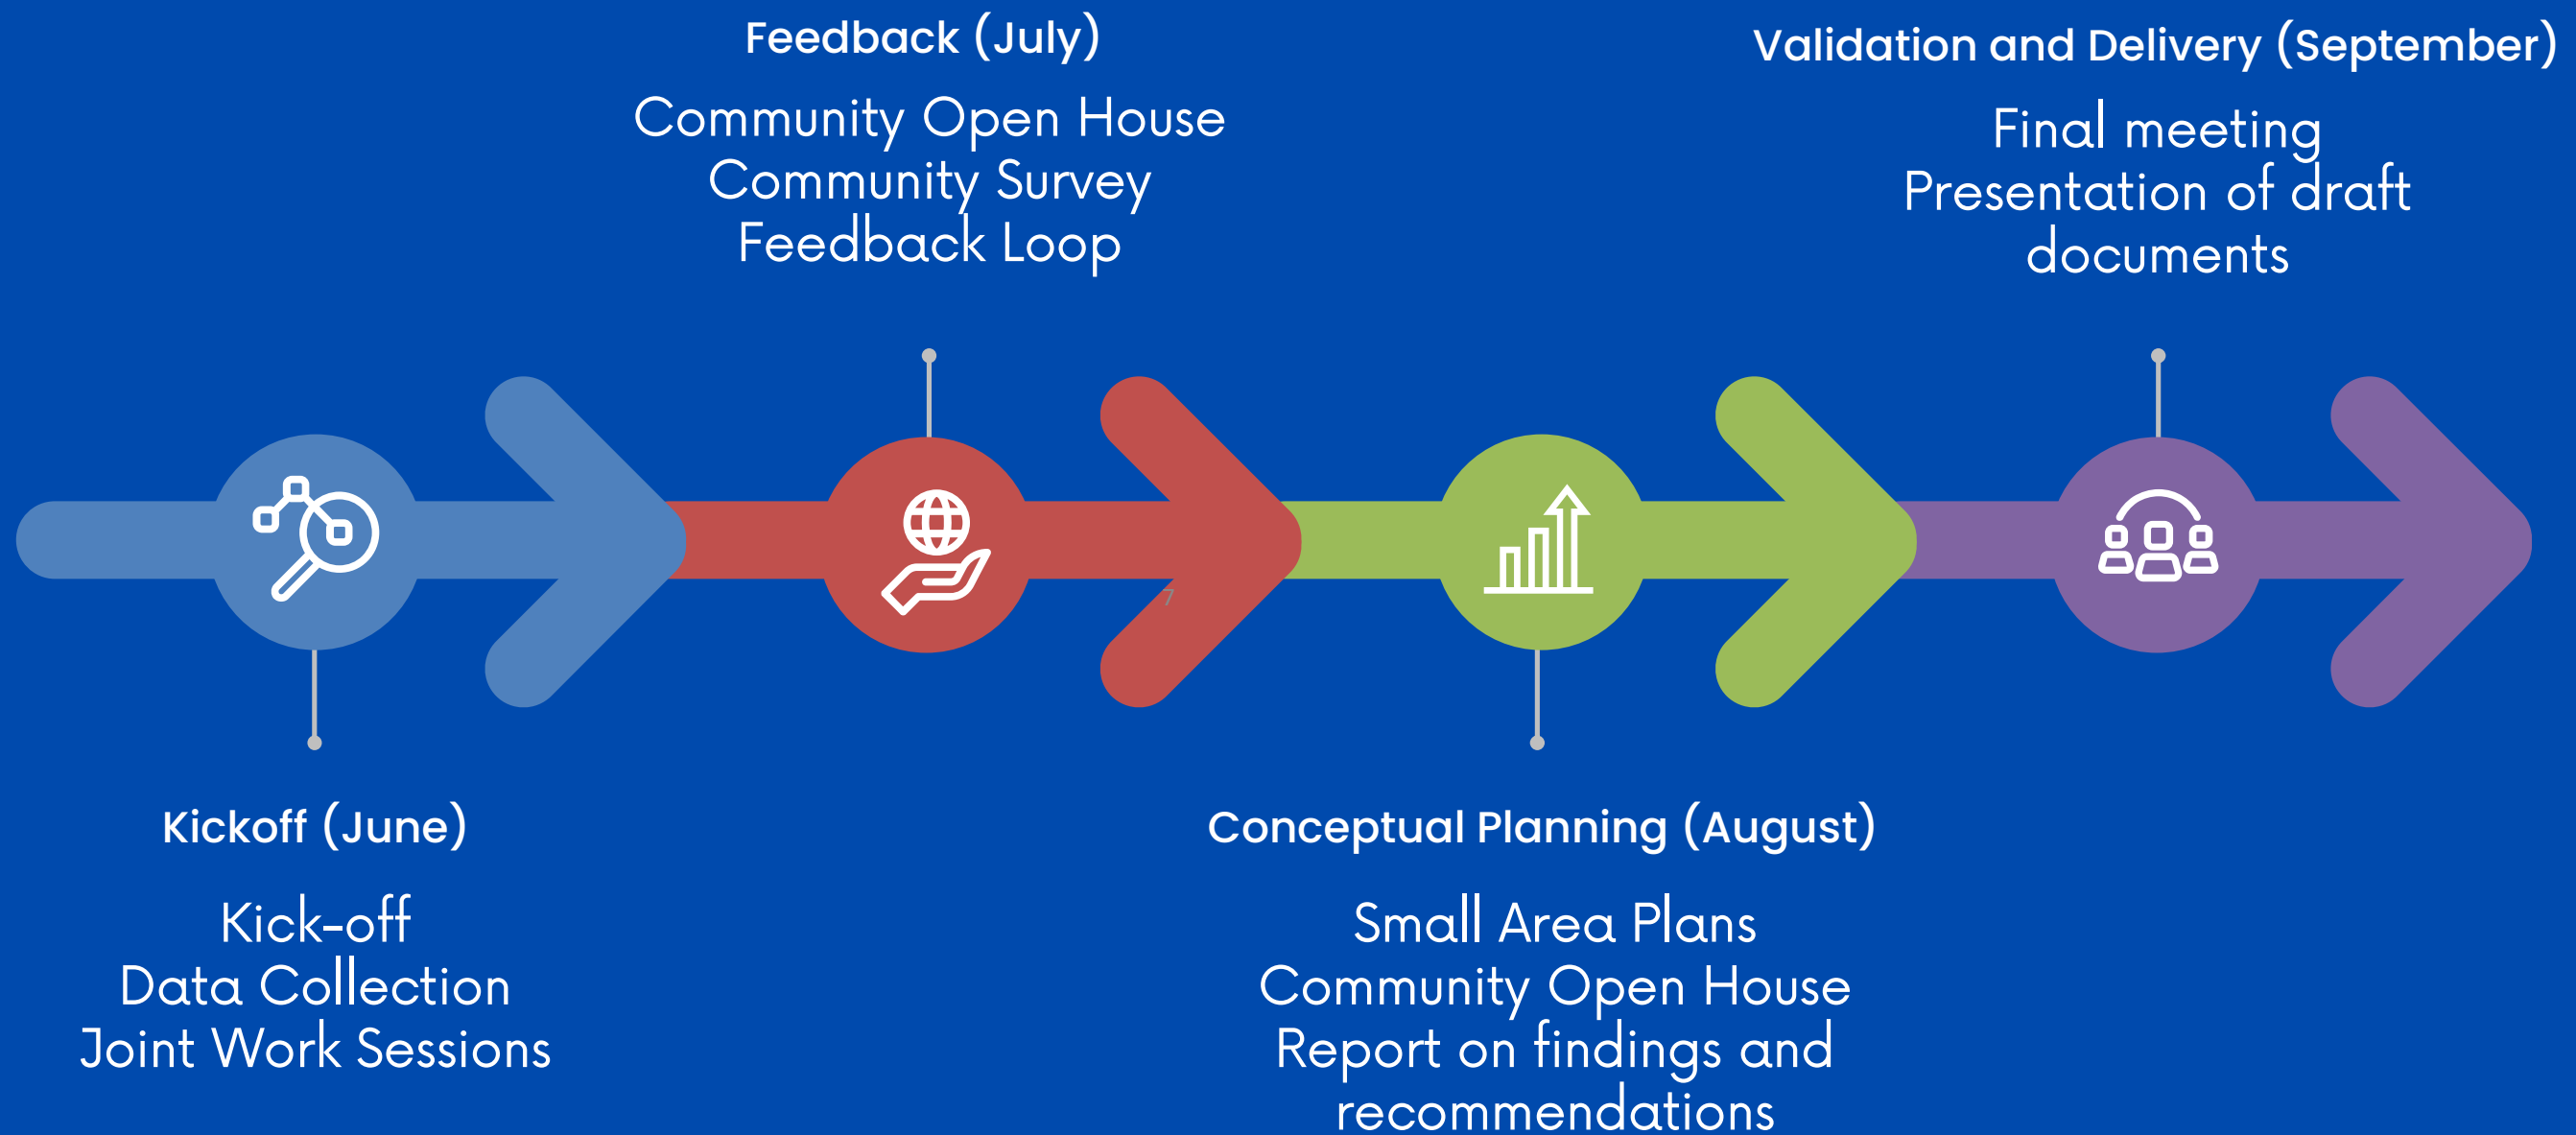 Feedback (July)
Community Open House
Community Survey
Feedback Loop
Validation and Delivery (September)
Final meeting
Presentation of draft
documents
7
Kickoff (June)
Kick-off
Data Collection
Joint Work Sessions
Conceptual Planning (August)
Small Area Plans
Community Open House
Report on findings and
recommendations